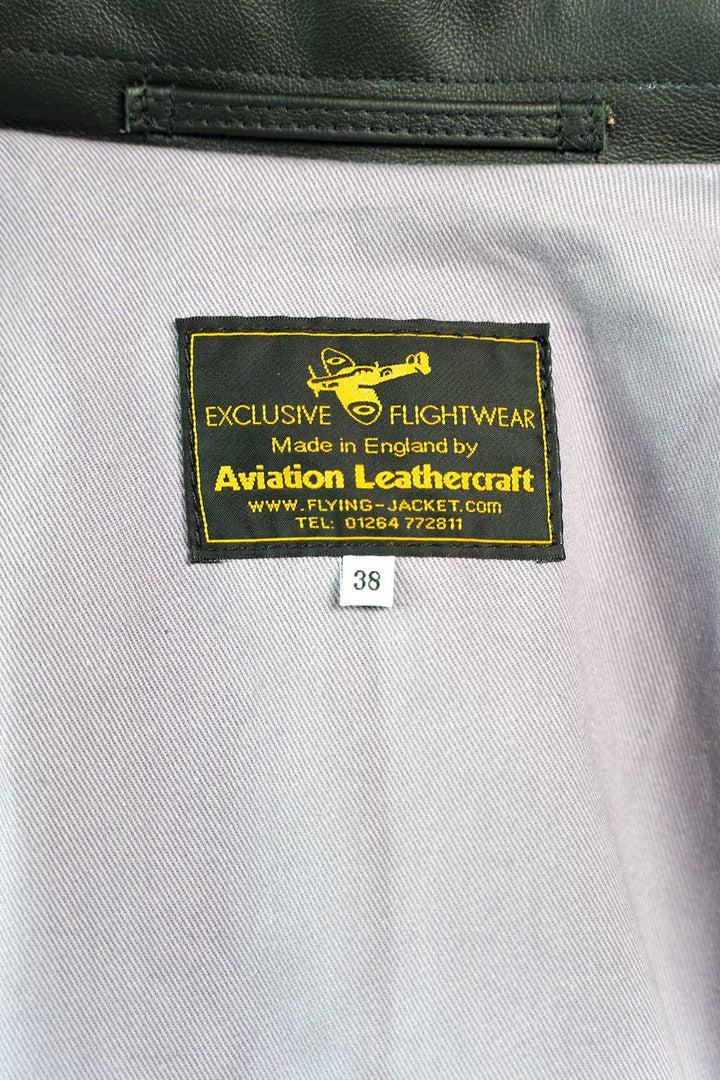 EXCLUSIVE FLIGHTWEAR
Made in England by
Aviation Leathercraft
WWW.FLYING-JACKET.com
TEL: 01264 772811
38